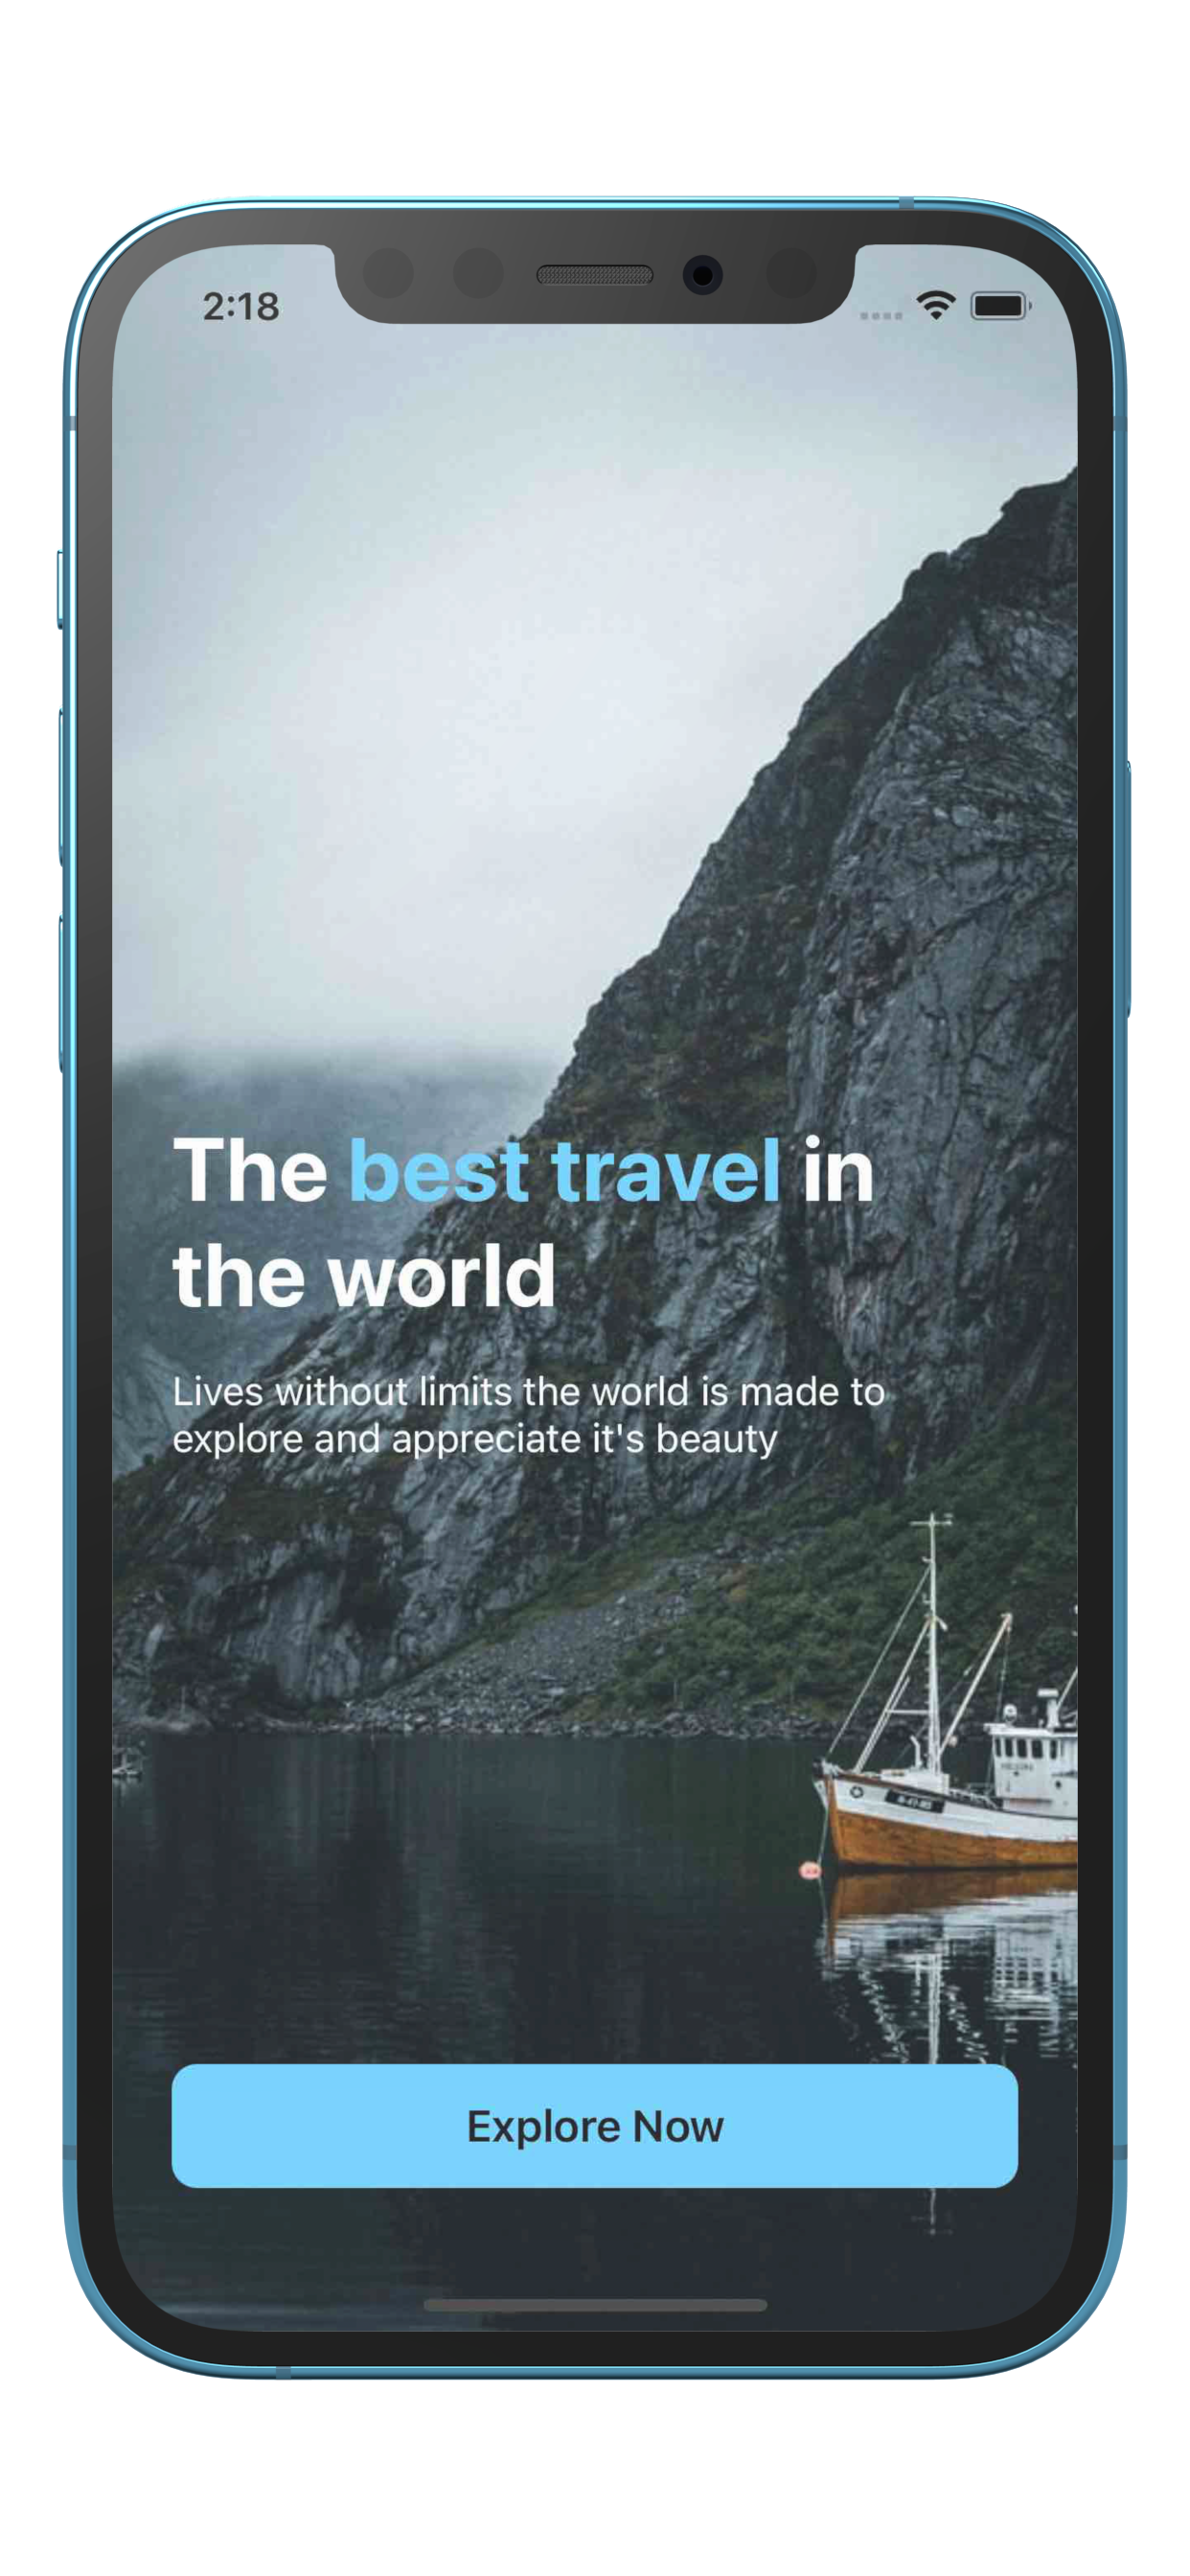 2:18
The best travel in
the world
Lives without limits the world is made to
explore and appreciate it's beauty
Explore Now